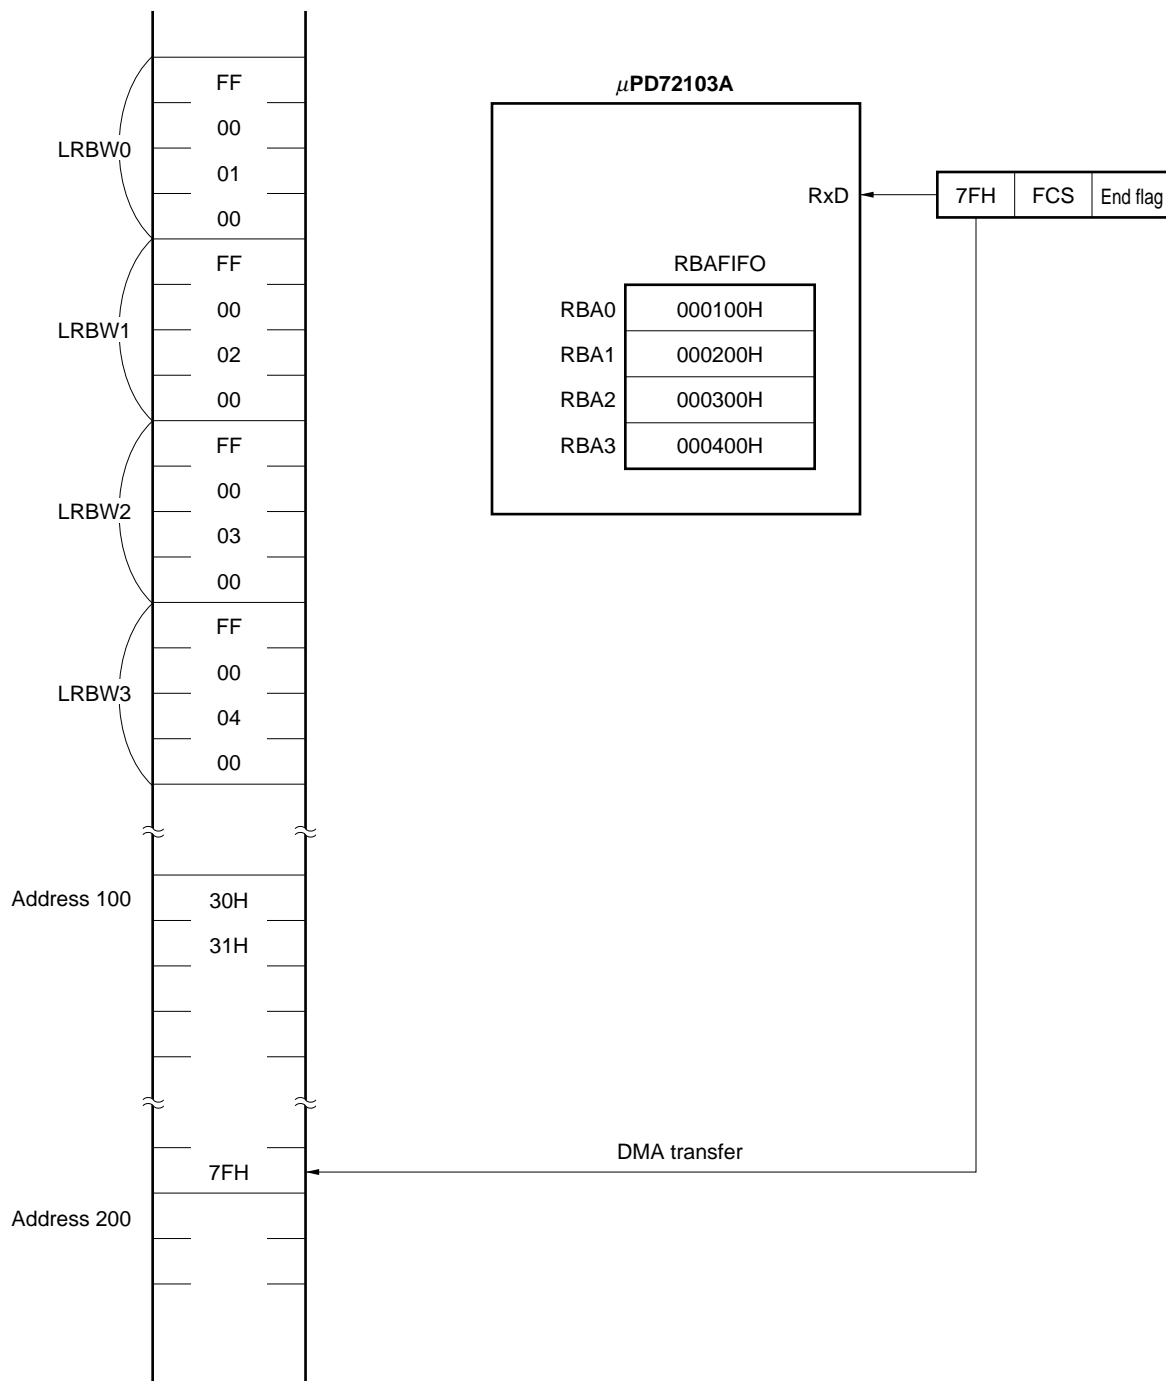 FF
00
LRBW0
01
00
FF
00
LRBW1
02
00
FF
00
LRBW2
03
00
FF
00
LRBW3
04
00
Address 100
30H
31H
7FH
Address 200
μPD72103A
RxD
7FH FCS End flag
RBAFIFO
RBA0 000100H
RBA1 000200H
RBA2 000300H
RBA3 000400H
DMA transfer